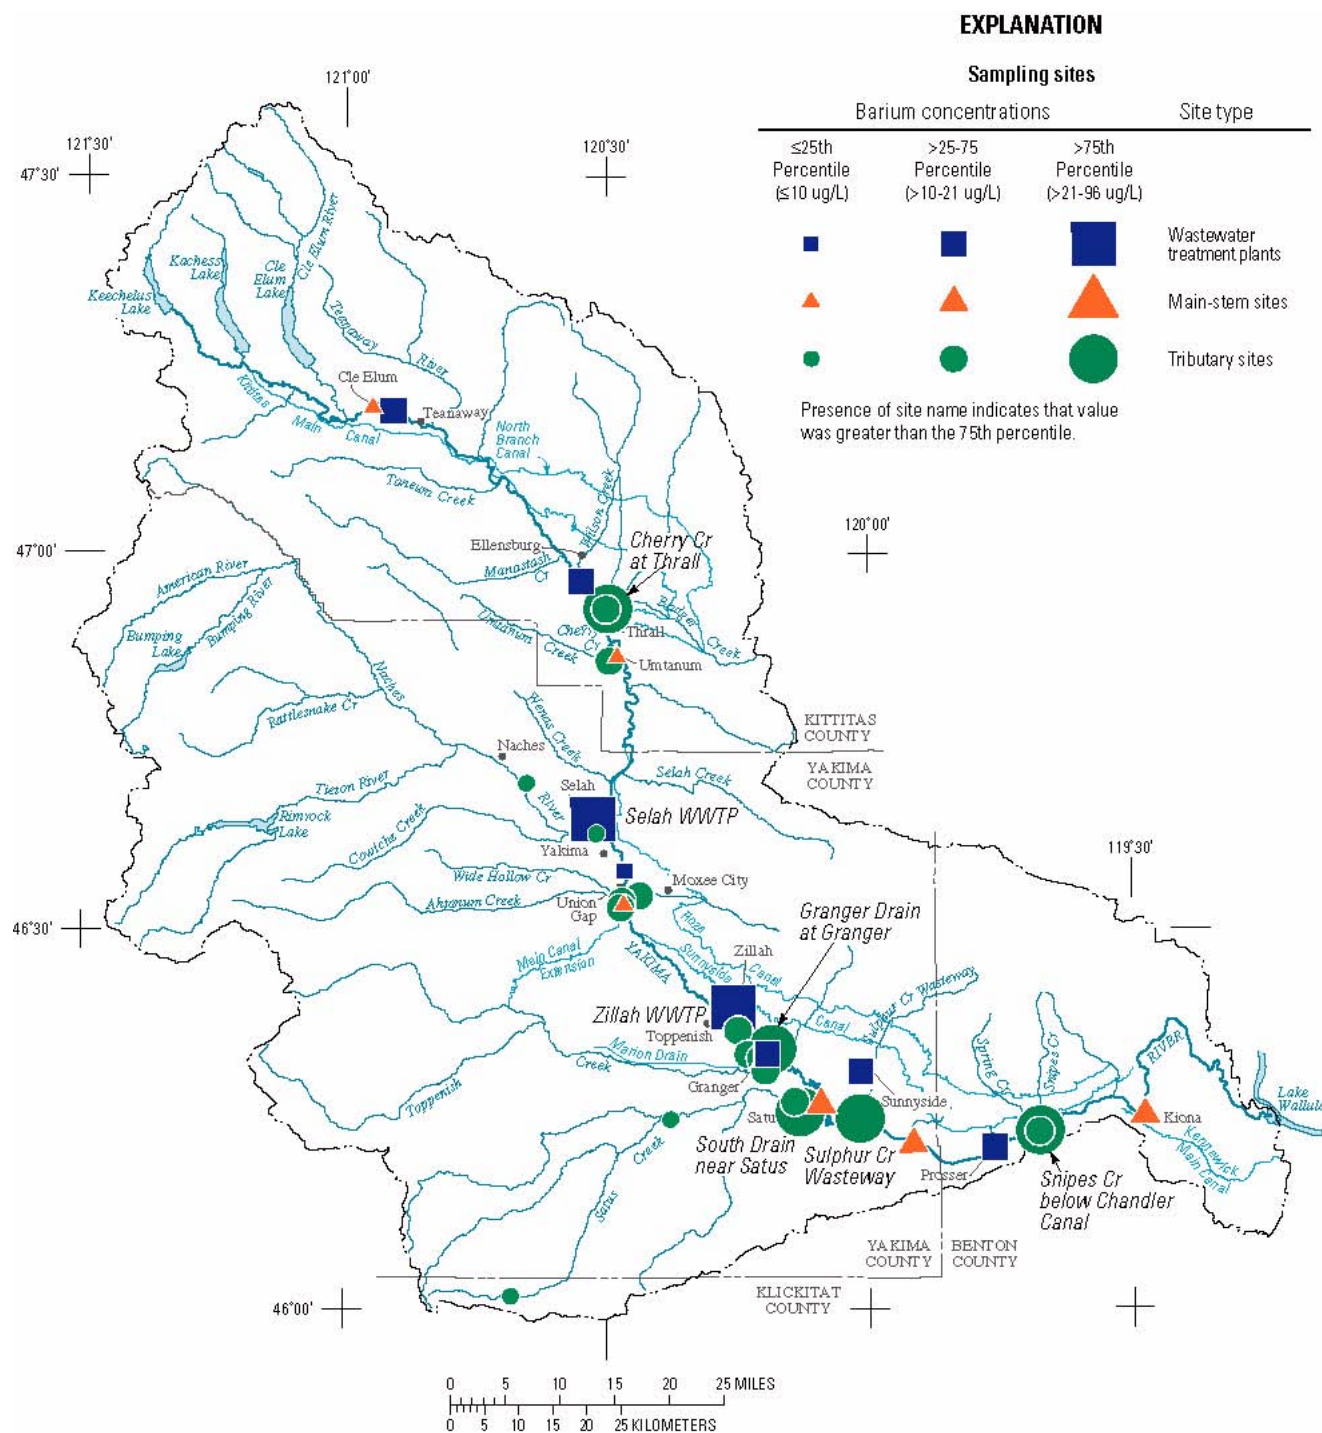 EXPLANATION
Sampling sites
Barium concentrations
Site type
≤25th
Percentile
(≤10 ug/L)
>25-75
Percentile
(>10-21 ug/L)
>75th
Percentile
(>21-96 ug/L)
Wastewater
treatment plants
Main-stem sites
Tributary sites
Presence of site name indicates that value
was greater than the 75th percentile.
121°00'
121°30'
47°30'
120°30'
Kachess
Lake
Cle
Elum
Lake
Cle Elum River
Keechelus
Lake
Teanaway
River
Cle Elum
Teanaway
Kittitas
Main
Canal
North
Branch
Canal
Taneum Creek
Wilson Creek
47°00'
120°00'
Ellensburg
Manastash
Cr
Cherry Cr
at Thrall
American River
Bumping River
Bumping
Lake
Umtanum
Creek
Cherry
Cr
Thrall
Badger
Creek
Umtanum
Naches
Rattlesnake Cr
Wenas Creek
KITTITAS
COUNTY
YAKIMA
COUNTY
Naches
Selah
Selah Creek
Tieton River
River
Rimrock
Lake
Cowiche Creek
Selah WWTP
Yakima
Wide Hollow Cr
Moxee City
Ahtanum Creek
Union
Gap
119°30'
46°30'
Granger Drain
at Granger
Roza
Canal
Zillah
Main Canal
Extension
YAKIMA
Sunnyside
Canal
Sulphur Cr Wasteway
Zillah WWTP
Toppenish
Marion Drain
Creek
Toppenish
Granger
Spring Cr
Snipes Cr
RIVER
Lake
Wallula
Sunnyside
Satus
Kiona
Kennewick
Main Canal
South Drain
near Satus
Sulphur Cr
Wasteway
Prosser
Creek
Satus
Snipes Cr
below Chandler
Canal
YAKIMA
COUNTY
BENTON
COUNTY
KLICKITAT
COUNTY
46°00'
0 5 10 15 20 25 MILES
0 5 10 15 20 25 KILOMETERS